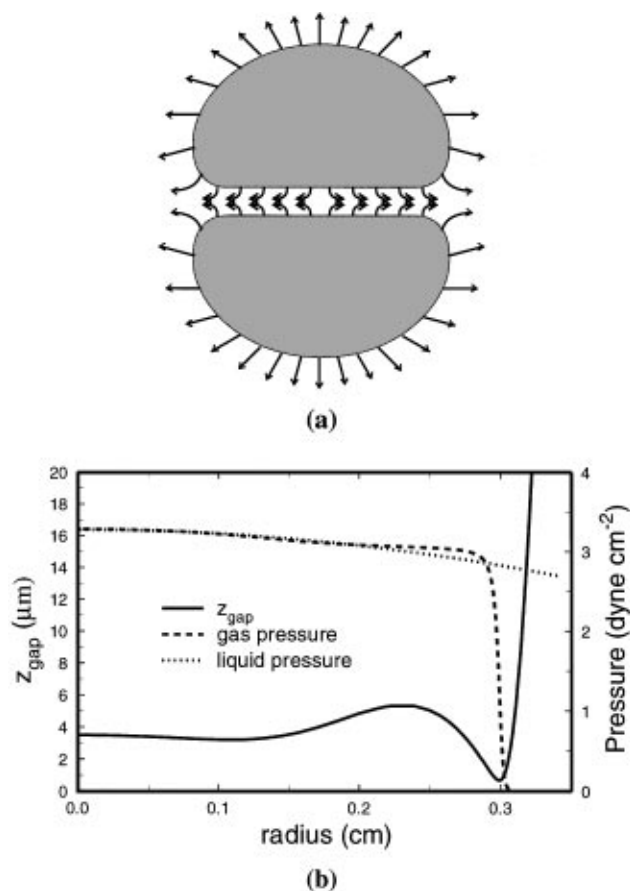 (a)
20
18
16
14
12
10
8
6
4
2
0
z_gap (μm)
z_gap
gas pressure
liquid pressure
4
3
2
1
0
Pressure (dyne cm⁻²)
0.0 0.1 0.2 0.3
radius (cm)
(b)